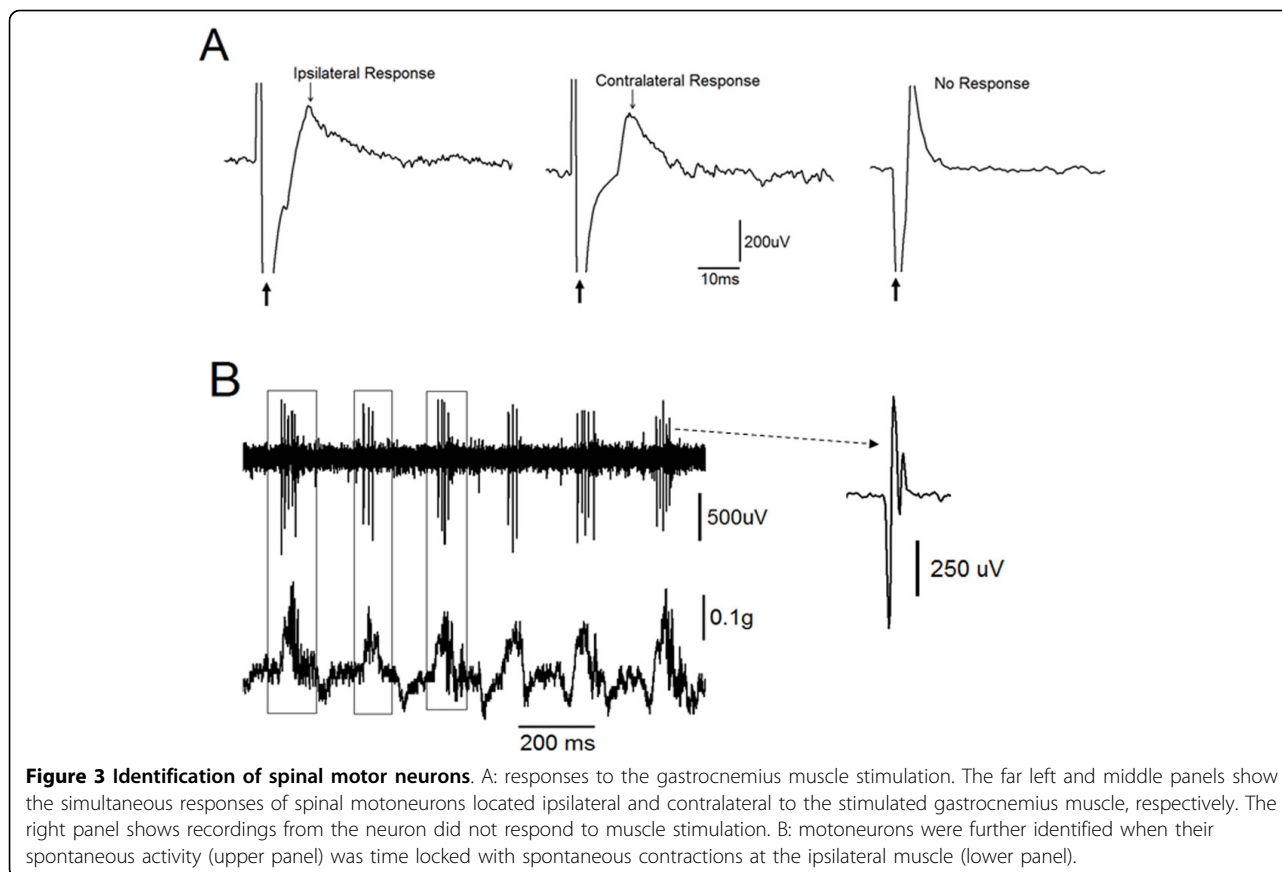 A
Ipsilateral Response
Contralateral Response
No Response
200uV
10ms
B
500uV
250 uV
0.1g
200 ms
Figure 3 Identification of spinal motor neurons. A: responses to the gastrocnemius muscle stimulation. The far left and middle panels show
the simultaneous responses of spinal motoneurons located ipsilateral and contralateral to the stimulated gastrocnemius muscle, respectively. The
right panel shows recordings from the neuron did not respond to muscle stimulation. B: motoneurons were further identified when their
spontaneous activity (upper panel) was time locked with spontaneous contractions at the ipsilateral muscle (lower panel).